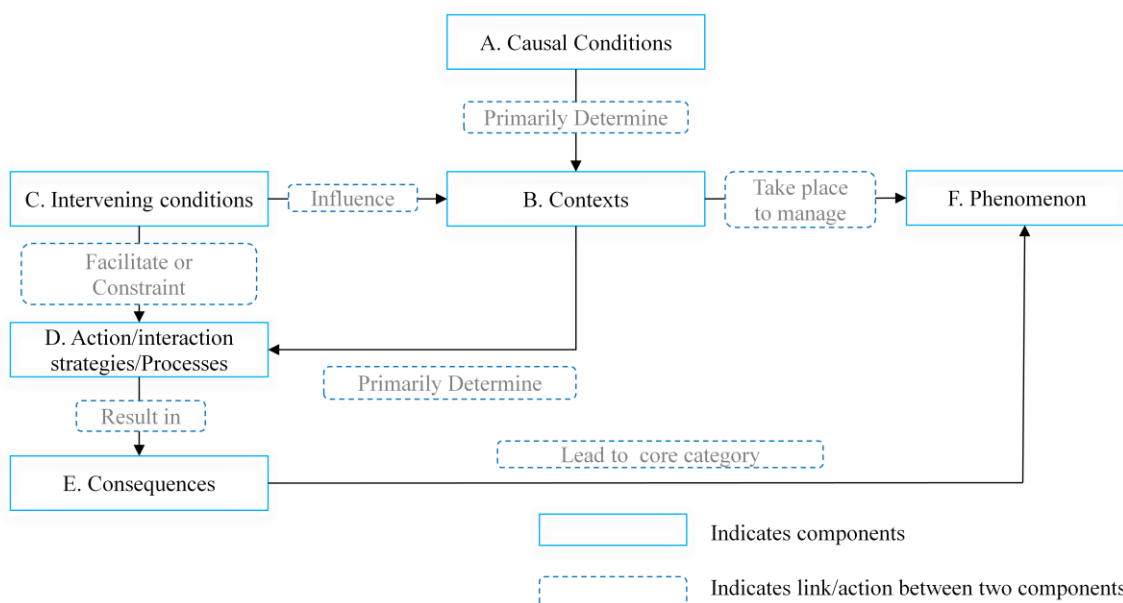 A. Causal Conditions
Primarily Determine
C. Intervening conditions
Influence
B. Contexts
Take place
to manage
F. Phenomenon
Facilitate or
Constraint
D. Action/interaction
strategies/Processes
Primarily Determine
Result in
Lead to core category
E. Consequences
Indicates components
Indicates link/action between two components